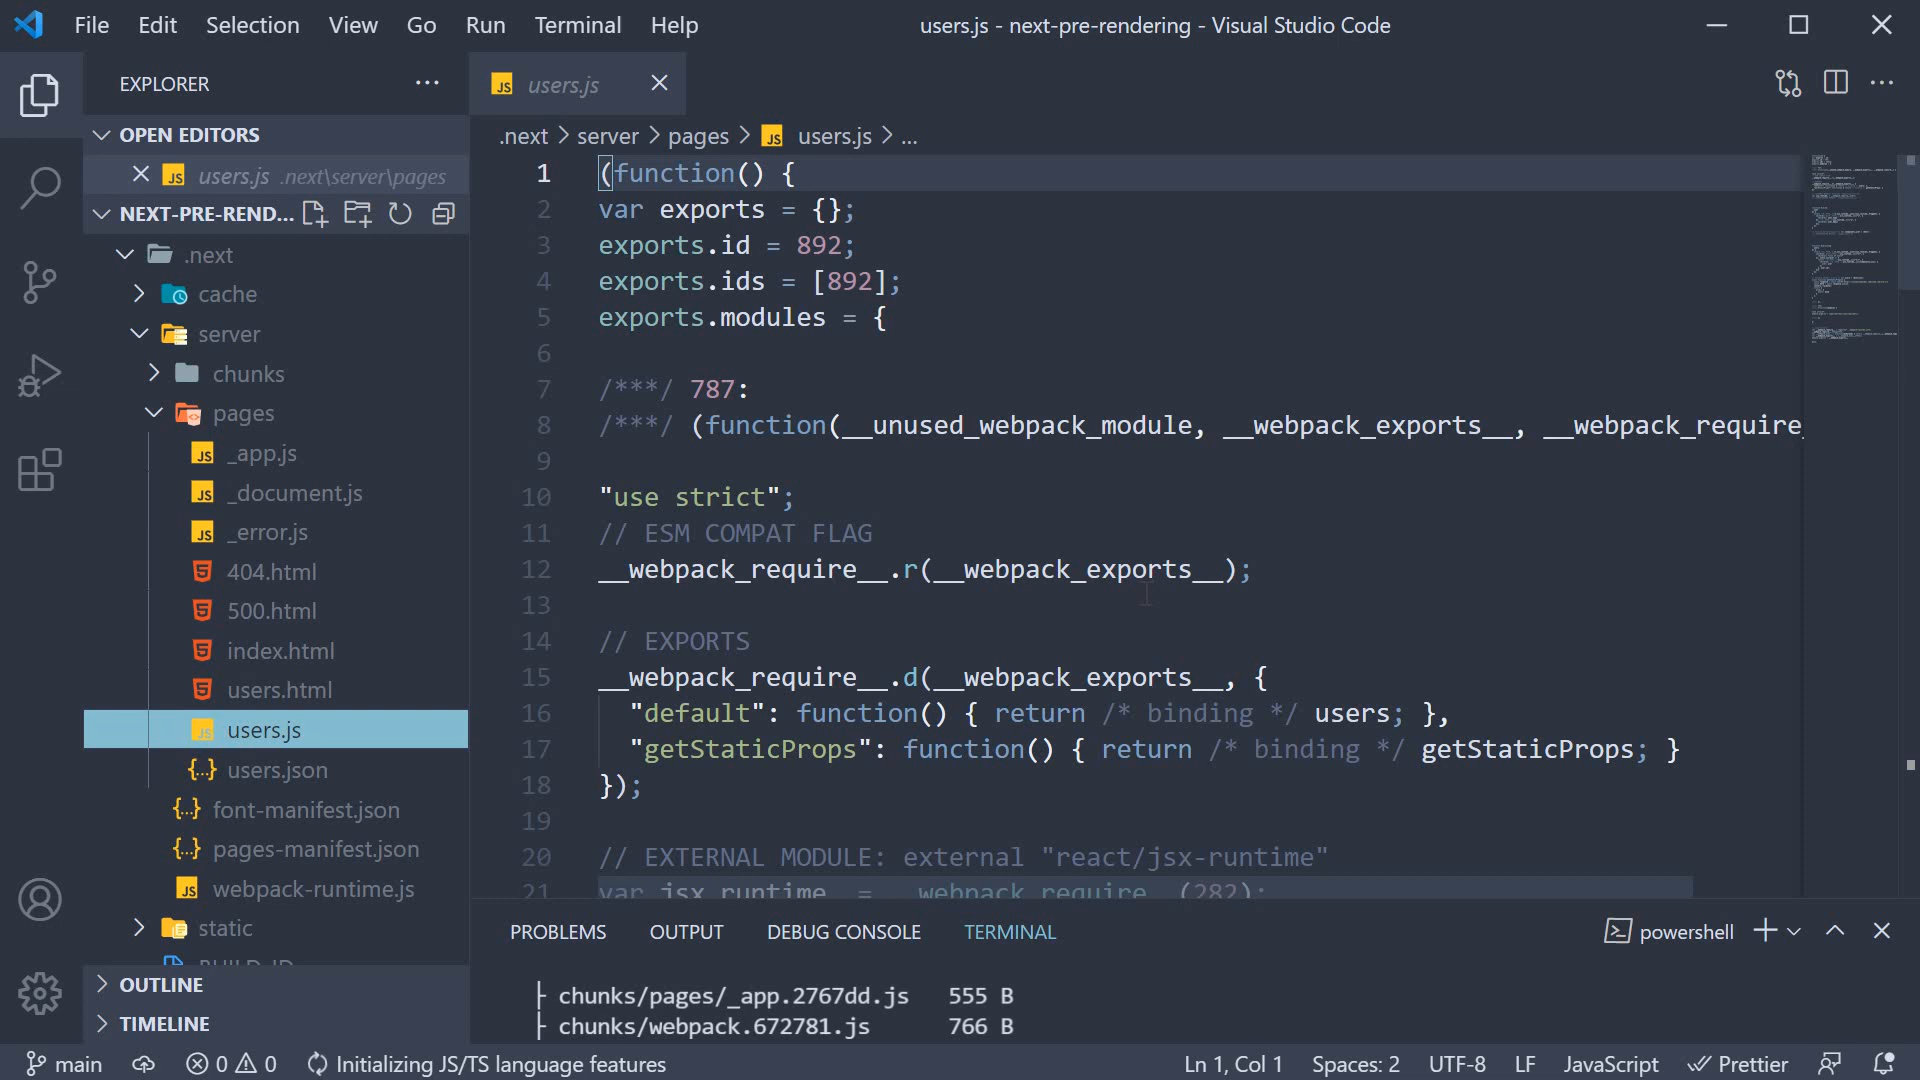 File Edit Selection View Go Run Terminal Help
users.js - next-pre-rendering - Visual Studio Code
EXPLORER
OPEN EDITORS
JS users.js .next\server\pages
NEXT-PRE-REND...
.next
cache
server
chunks
pages
JS _app.js
JS _document.js
JS _error.js
5 404.html
5 500.html
5 index.html
5 users.html
JS users.js
{...} users.json
{...} font-manifest.json
{...} pages-manifest.json
JS webpack-runtime.js
static
BUILD_ID
OUTLINE
TIMELINE
JS users.js
.next > server > pages > JS users.js > ...
1 (function() {
2 var exports = {};
3 exports.id = 892;
4 exports.ids = [892];
5 exports.modules = {
6
7 /***/ 787:
8 /***/ (function(__unused_webpack_module, __webpack_exports__, __webpack_require_
9
10 "use strict";
11 // ESM COMPAT FLAG
12 __webpack_require__.r(__webpack_exports__);
13
14 // EXPORTS
15 __webpack_require__.d(__webpack_exports__, {
16 "default": function() { return /* binding */ users; },
17 "getStaticProps": function() { return /* binding */ getStaticProps; }
18 });
19
20 // EXTERNAL MODULE: external "react/jsx-runtime"
21 var jsx_runtime_ = __webpack_require__(282);
PROBLEMS OUTPUT DEBUG CONSOLE TERMINAL
powershell
├ chunks/pages/_app.2767dd.js 555 B
├ chunks/webpack.672781.js 766 B
main 0 0 Initializing JS/TS language features
Ln 1, Col 1 Spaces: 2 UTF-8 LF JavaScript Prettier